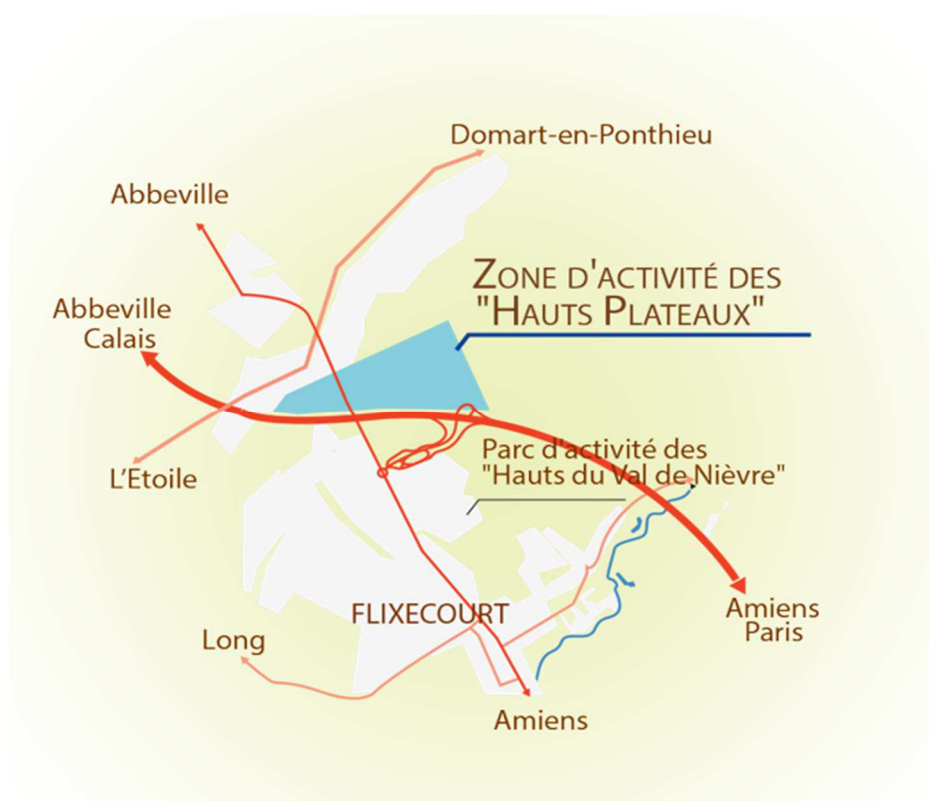 Domart-en-Ponthieu
Abbeville
ZONE D'ACTIVITÉ DES
"HAUTS PLATEAUX"
Abbeville
Calais
Parc d'activité des
"Hauts du Val de Nièvre"
L'Etoile
FLIXECOURT
Amiens
Paris
Long
Amiens